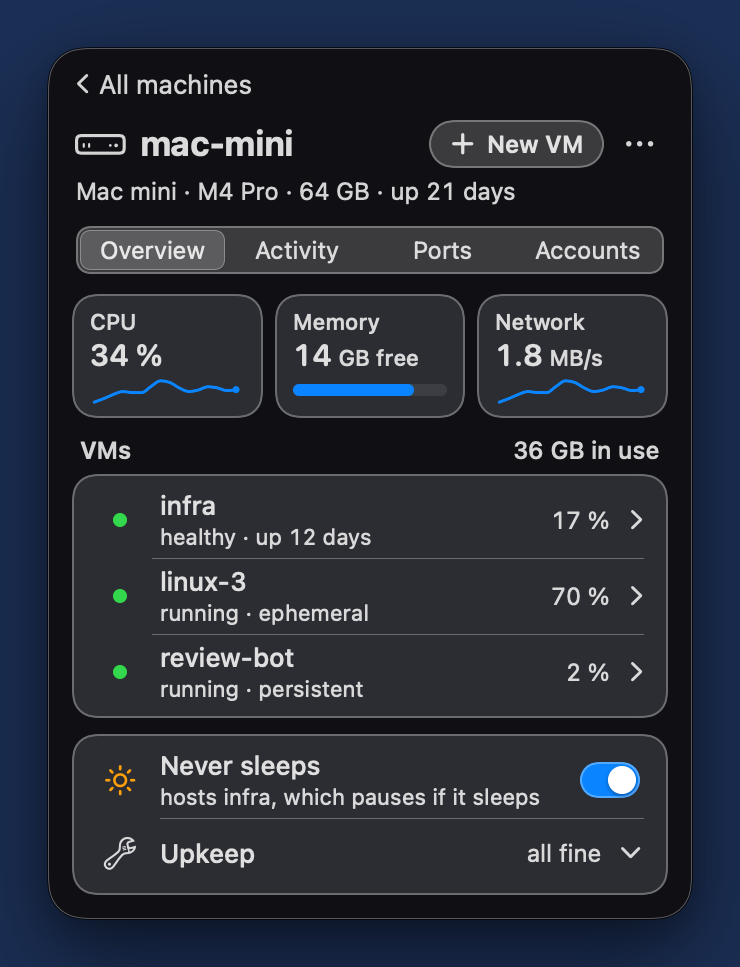 All machines
mac-mini
New VM
Mac mini · M4 Pro · 64 GB · up 21 days
Overview Activity Ports Accounts
CPU
34 %
Memory
14 GB free
Network
1.8 MB/s
VMs 36 GB in use
infra
healthy · up 12 days
17 %
linux-3
running · ephemeral
70 %
review-bot
running · persistent
2 %
Never sleeps
hosts infra, which pauses if it sleeps
Upkeep all fine